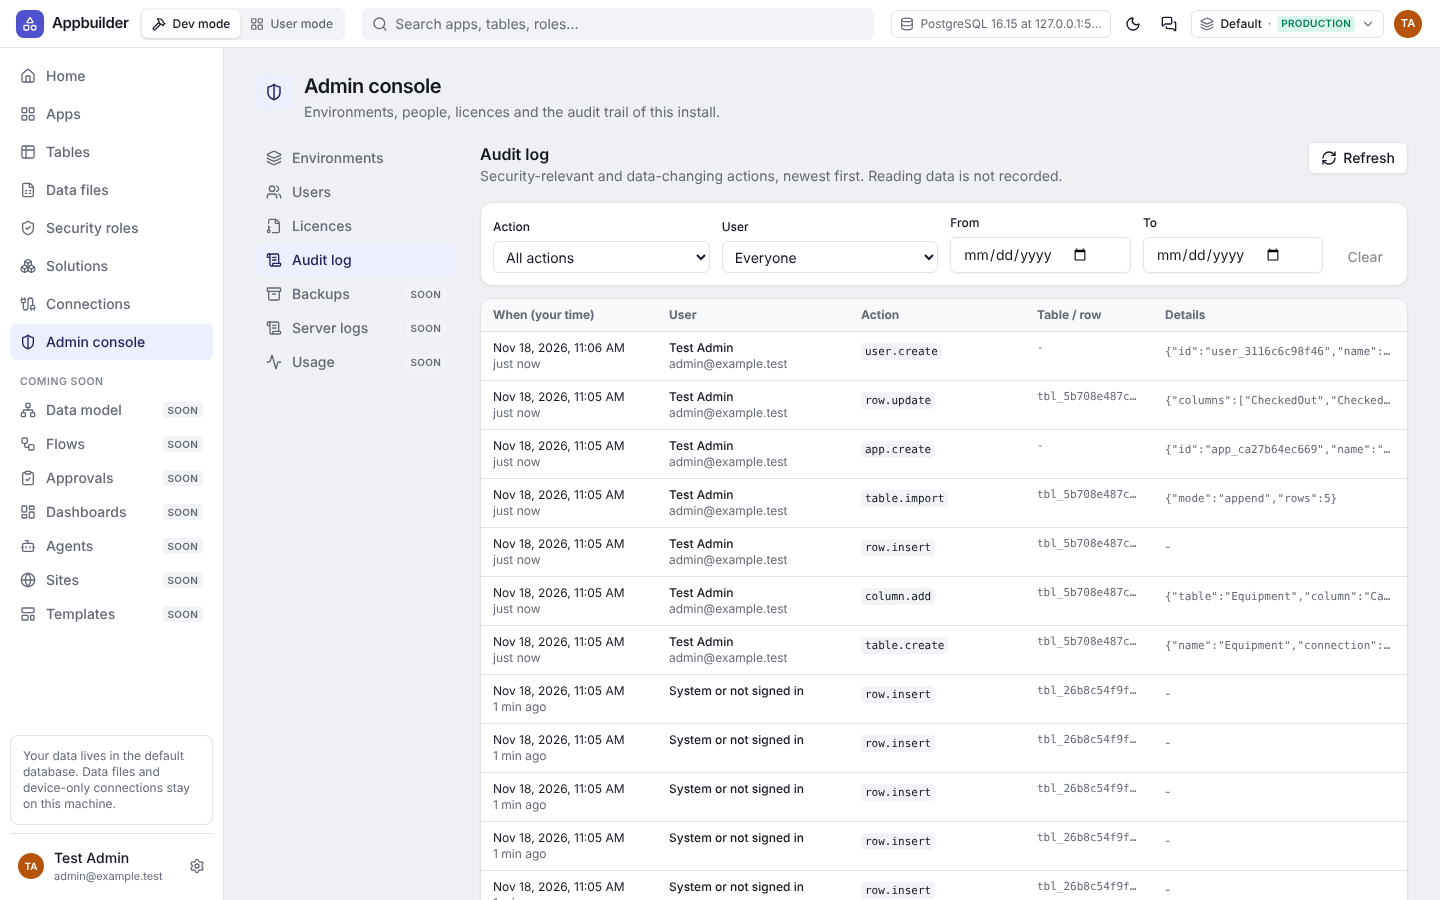 Appbuilder
Dev mode
User mode
Search apps, tables, roles...
PostgreSQL 16.15 at 127.0.0.1:5...
Default · PRODUCTION
TA
Home
Apps
Tables
Data files
Security roles
Solutions
Connections
Admin console
COMING SOON
Data model SOON
Flows SOON
Approvals SOON
Dashboards SOON
Agents SOON
Sites SOON
Templates SOON
Your data lives in the default
database. Data files and
device-only connections stay
on this machine.
TA
Test Admin
admin@example.test
Admin console
Environments, people, licences and the audit trail of this install.
Environments
Users
Licences
Audit log
Backups SOON
Server logs SOON
Usage SOON
Audit log
Security-relevant and data-changing actions, newest first. Reading data is not recorded.
Refresh
Action
All actions
User
Everyone
From
mm/dd/yyyy
To
mm/dd/yyyy
Clear
When (your time) User Action Table / row Details
Nov 18, 2026, 11:06 AM Test Admin user.create - {"id":"user_3116c6c98f46","name":…
just now admin@example.test
Nov 18, 2026, 11:05 AM Test Admin row.update tbl_5b708e487c… {"columns":["CheckedOut","Checked…
just now admin@example.test
Nov 18, 2026, 11:05 AM Test Admin app.create - {"id":"app_ca27b64ec669","name":"…
just now admin@example.test
Nov 18, 2026, 11:05 AM Test Admin table.import tbl_5b708e487c… {"mode":"append","rows":5}
just now admin@example.test
Nov 18, 2026, 11:05 AM Test Admin row.insert tbl_5b708e487c… -
just now admin@example.test
Nov 18, 2026, 11:05 AM Test Admin column.add tbl_5b708e487c… {"table":"Equipment","column":"Ca…
just now admin@example.test
Nov 18, 2026, 11:05 AM Test Admin table.create tbl_5b708e487c… {"name":"Equipment","connection":…
just now admin@example.test
Nov 18, 2026, 11:05 AM System or not signed in row.insert tbl_26b8c54f9f… -
1 min ago
Nov 18, 2026, 11:05 AM System or not signed in row.insert tbl_26b8c54f9f… -
1 min ago
Nov 18, 2026, 11:05 AM System or not signed in row.insert tbl_26b8c54f9f… -
1 min ago
Nov 18, 2026, 11:05 AM System or not signed in row.insert tbl_26b8c54f9f… -
1 min ago
Nov 18, 2026, 11:05 AM System or not signed in row.insert tbl_26b8c54f9f… -